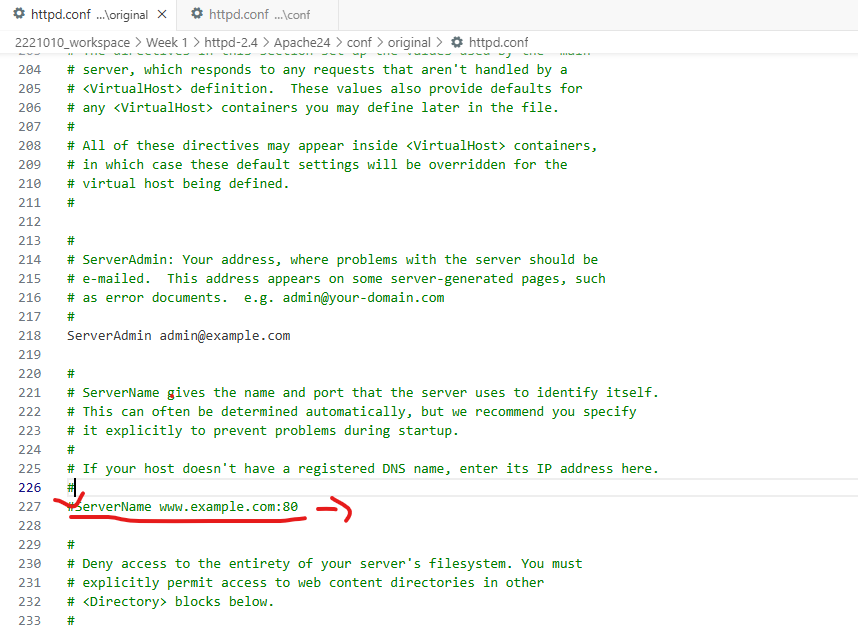 httpd.conf ...\original
httpd.conf ...\conf
2221010_workspace > Week 1 > httpd-2.4 > Apache24 > conf > original > httpd.conf
204 # server, which responds to any requests that aren't handled by a
205 # <VirtualHost> definition.  These values also provide defaults for
206 # any <VirtualHost> containers you may define later in the file.
207 #
208 # All of these directives may appear inside <VirtualHost> containers,
209 # in which case these default settings will be overridden for the
210 # virtual host being defined.
211 #
212
213 #
214 # ServerAdmin: Your address, where problems with the server should be
215 # e-mailed.  This address appears on some server-generated pages, such
216 # as error documents.  e.g. admin@your-domain.com
217 #
218 ServerAdmin admin@example.com
219
220 #
221 # ServerName gives the name and port that the server uses to identify itself.
222 # This can often be determined automatically, but we recommend you specify
223 # it explicitly to prevent problems during startup.
224 #
225 # If your host doesn't have a registered DNS name, enter its IP address here.
226 #
227 #ServerName www.example.com:80
228
229 #
230 # Deny access to the entirety of your server's filesystem. You must
231 # explicitly permit access to web content directories in other
232 # <Directory> blocks below.
233 #